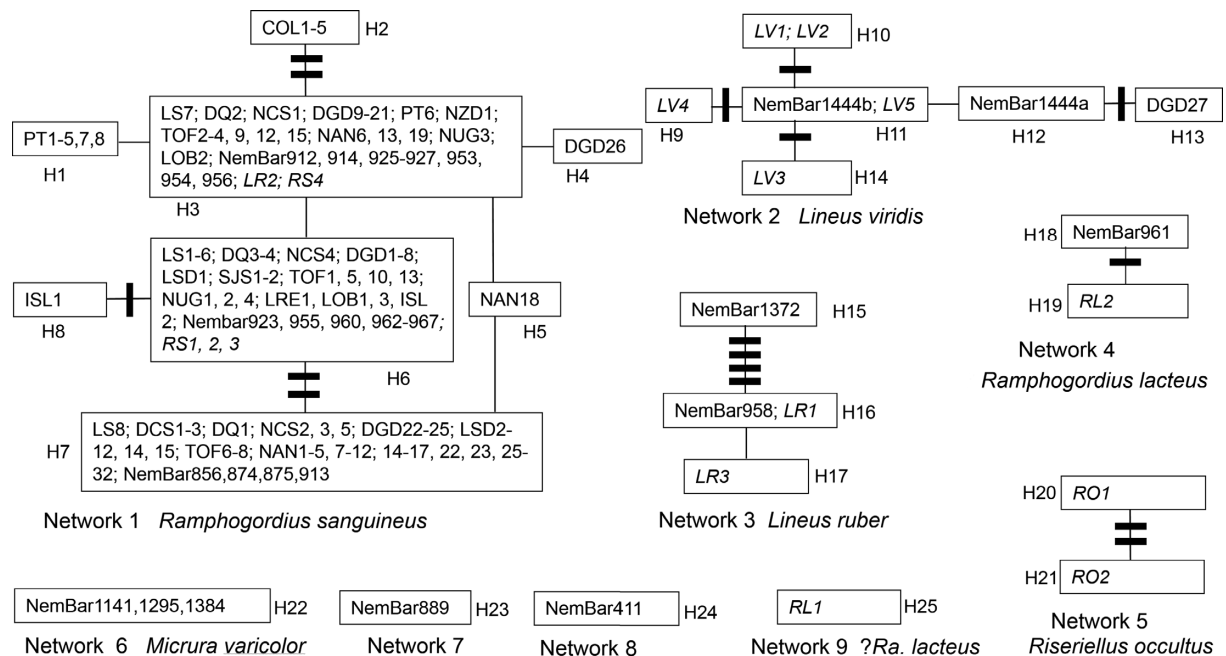 COL1-5
H2
LS7; DQ2; NCS1; DGD9-21; PT6; NZD1;
TOF2-4, 9, 12, 15; NAN6, 13, 19; NUG3;
LOB2; NemBar912, 914, 925-927, 953,
954, 956; LR2; RS4
H3
PT1-5,7,8
H1
DGD26
H4
LS1-6; DQ3-4; NCS4; DGD1-8;
LSD1; SJS1-2; TOF1, 5, 10, 13;
NUG1, 2, 4; LRE1, LOB1, 3, ISL
2; Nembar923, 955, 960, 962-967;
RS1, 2, 3
H6
ISL1
H8
NAN18
H5
H7
LS8; DCS1-3; DQ1; NCS2, 3, 5; DGD22-25; LSD2-
12, 14, 15; TOF6-8; NAN1-5, 7-12; 14-17, 22, 23, 25-
32; NemBar856,874,875,913
Network 1 Ramphogordius sanguineus
LV1; LV2
H10
LV4
H9
NemBar1444b; LV5
H11
NemBar1444a
H12
DGD27
H13
LV3
H14
Network 2 Lineus viridis
NemBar1372
H15
NemBar958; LR1
H16
LR3
H17
Network 3 Lineus ruber
H18
NemBar961
H19
RL2
Network 4
Ramphogordius lacteus
H20
RO1
H21
RO2
Network 5
Riseriellus occultus
NemBar1141,1295,1384
H22
Network 6 Micrura varicolor
NemBar889
H23
Network 7
NemBar411
H24
Network 8
RL1
H25
Network 9 ?Ra. lacteus